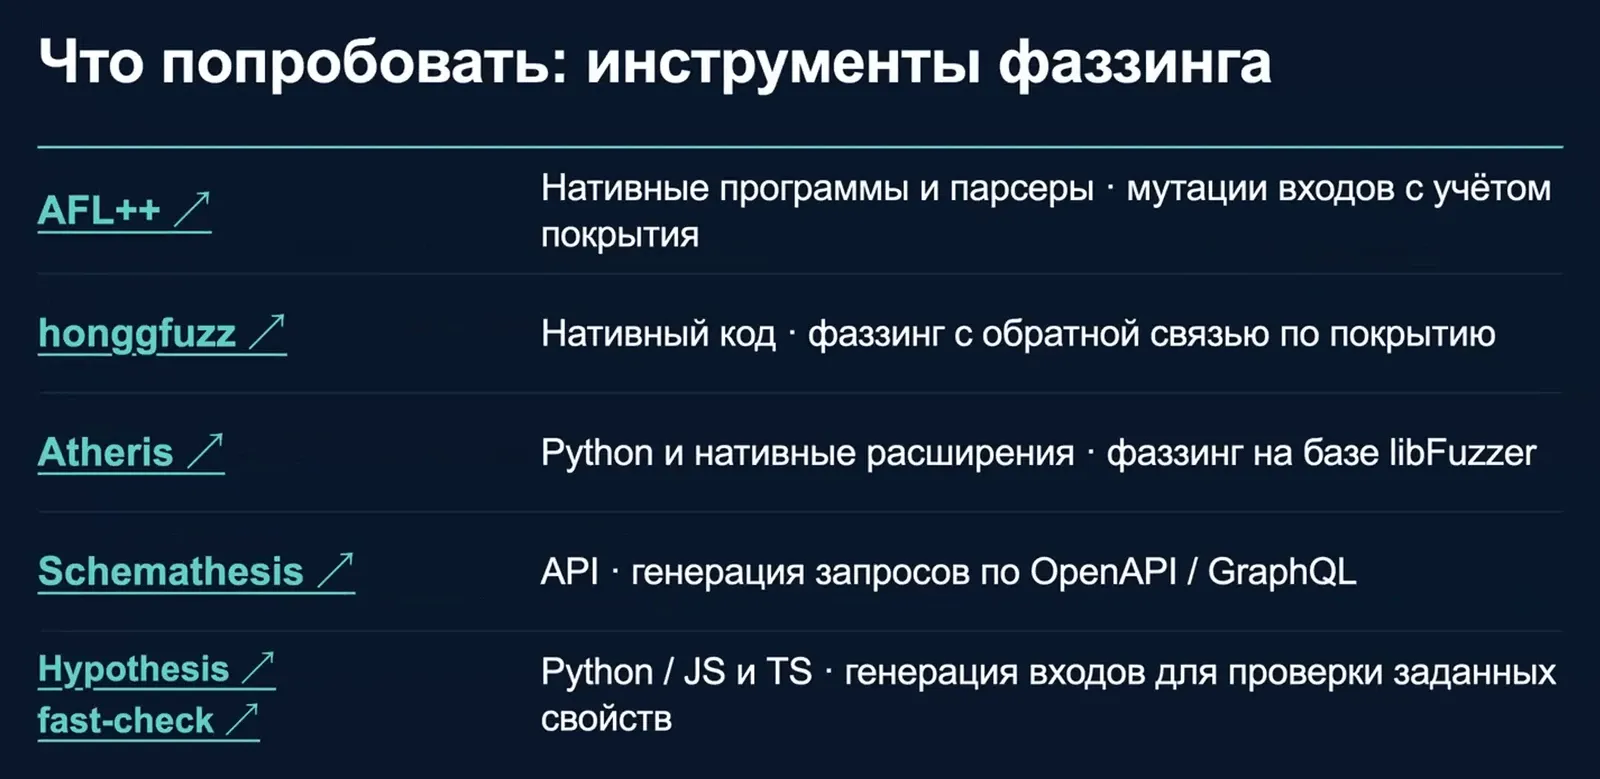 Что попробовать: инструменты фаззинга
AFL++ ↗
Нативные программы и парсеры · мутации входов с учётом
покрытия
honggfuzz ↗
Нативный код · фаззинг с обратной связью по покрытию
Atheris ↗
Python и нативные расширения · фаззинг на базе libFuzzer
Schemathesis ↗
API · генерация запросов по OpenAPI / GraphQL
Hypothesis ↗
fast-check ↗
Python / JS и TS · генерация входов для проверки заданных
свойств